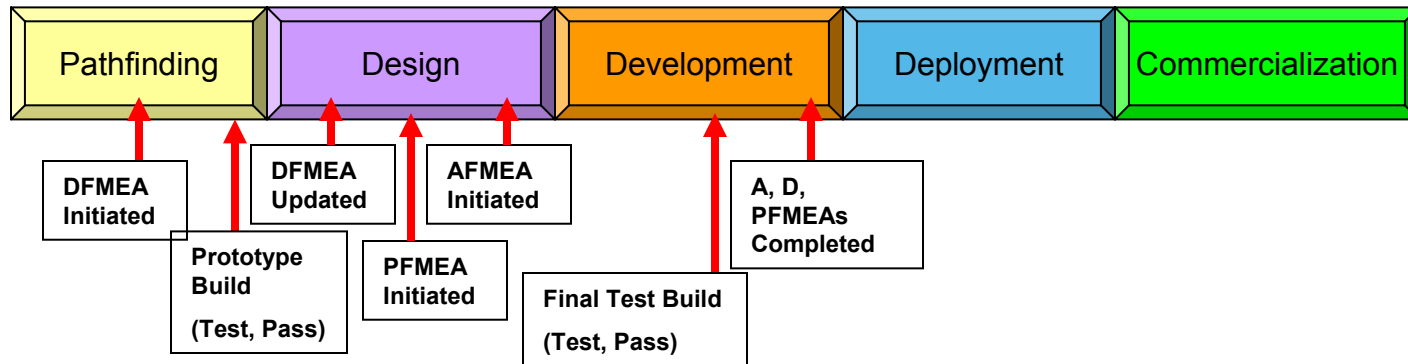 Pathfinding
Design
Development
Deployment
Commercialization
DFMEA
Initiated
Prototype
Build
(Test, Pass)
DFMEA
Updated
PFMEA
Initiated
AFMEA
Initiated
Final Test Build
(Test, Pass)
A, D,
PFMEAs
Completed